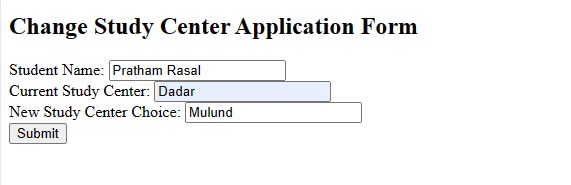 Change Study Center Application Form
Student Name: Pratham Rasal
Current Study Center: Dadar
New Study Center Choice: Mulund
Submit